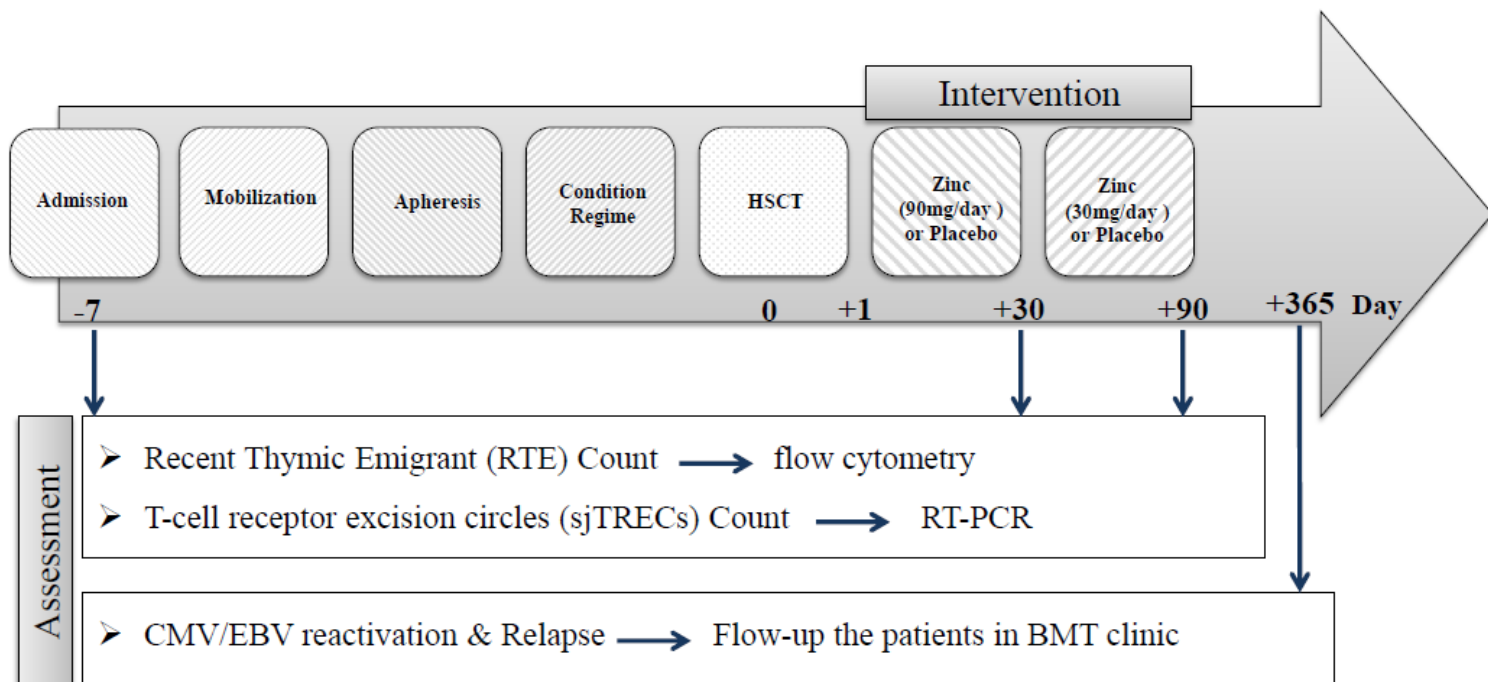 Intervention
Admission
Mobilization
Apheresis
Condition
Regime
HSCT
Zinc
(90mg/day )
or Placebo
Zinc
(30mg/day )
or Placebo
-7
0
+1
+30
+90
+365 Day
Assessment
➢ Recent Thymic Emigrant (RTE) Count → flow cytometry
➢ T-cell receptor excision circles (sjTRECs) Count → RT-PCR
➢ CMV/EBV reactivation & Relapse → Flow-up the patients in BMT clinic